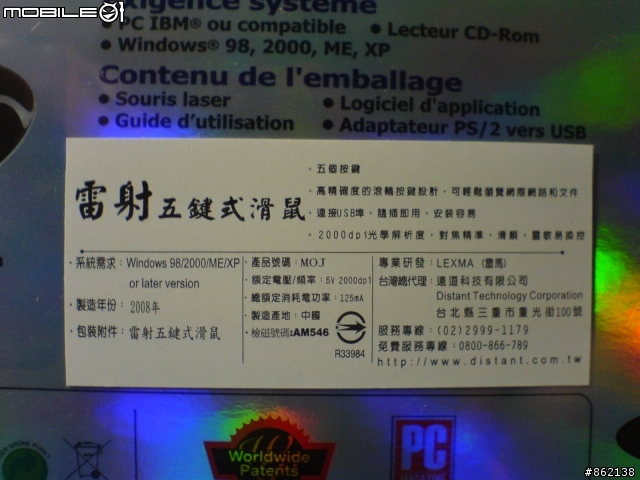 MOBILE01
Exigence système
• PC IBM® ou compatible • Lecteur CD-Rom
• Windows® 98, 2000, ME, XP
Contenu de l'emballage
• Souris laser • Logiciel d'application
• Guide d'utilisation • Adaptateur PS/2 vers USB
雷射五鍵式滑鼠
· 五個按鍵
· 高精確度的滾輪按鍵設計，可輕鬆瀏覽網際網路和文件
· 連接USB埠，隨插即用，安裝容易
· 2000dpi光學解析度，對焦精準，滑順，靈敏易操控
· 系統需求：Windows 98/2000/ME/XP
or later version
· 製造年份：2008年
· 包裝附件：雷射五鍵式滑鼠
· 產品號碼：MOJ
· 額定電壓/頻率：5V 2000dpi
· 總額定消耗電功率：125mA
· 製造產地：中國
· 檢磁號碼:AM546
R33984
專業研發：LEXMA (雷馬)
台灣總代理：遠道科技有限公司
Distant Technology Corporation
台北縣三重市重光街100號
服務專線：(02)2999-1179
免費服務專線：0800-866-789
http://www.distant.com.tw
40
Worldwide
Patents
PC
MAGAZINE
#862138